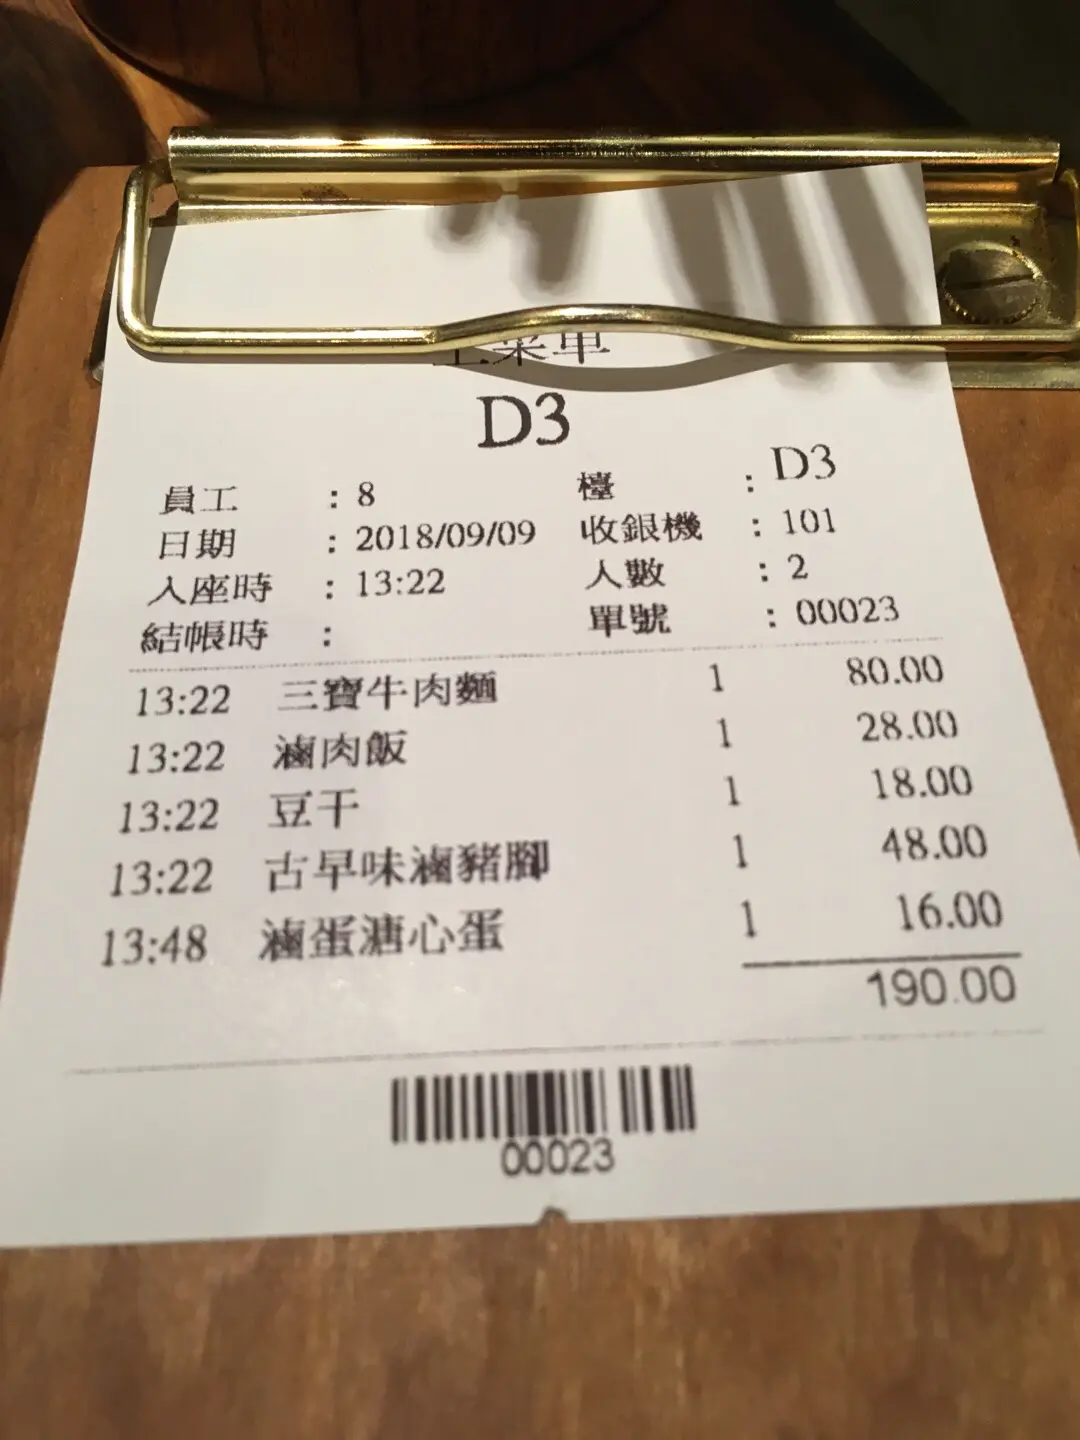 上菜單
D3
員工 : 8 檯 : D3
日期 : 2018/09/09 收銀機 : 101
入座時 : 13:22 人數 : 2
結帳時 : 單號 : 00023
13:22 三寶牛肉麵 1 80.00
13:22 滷肉飯 1 28.00
13:22 豆干 1 18.00
13:22 古早味滷豬腳 1 48.00
13:48 滷蛋溏心蛋 1 16.00
190.00
00023